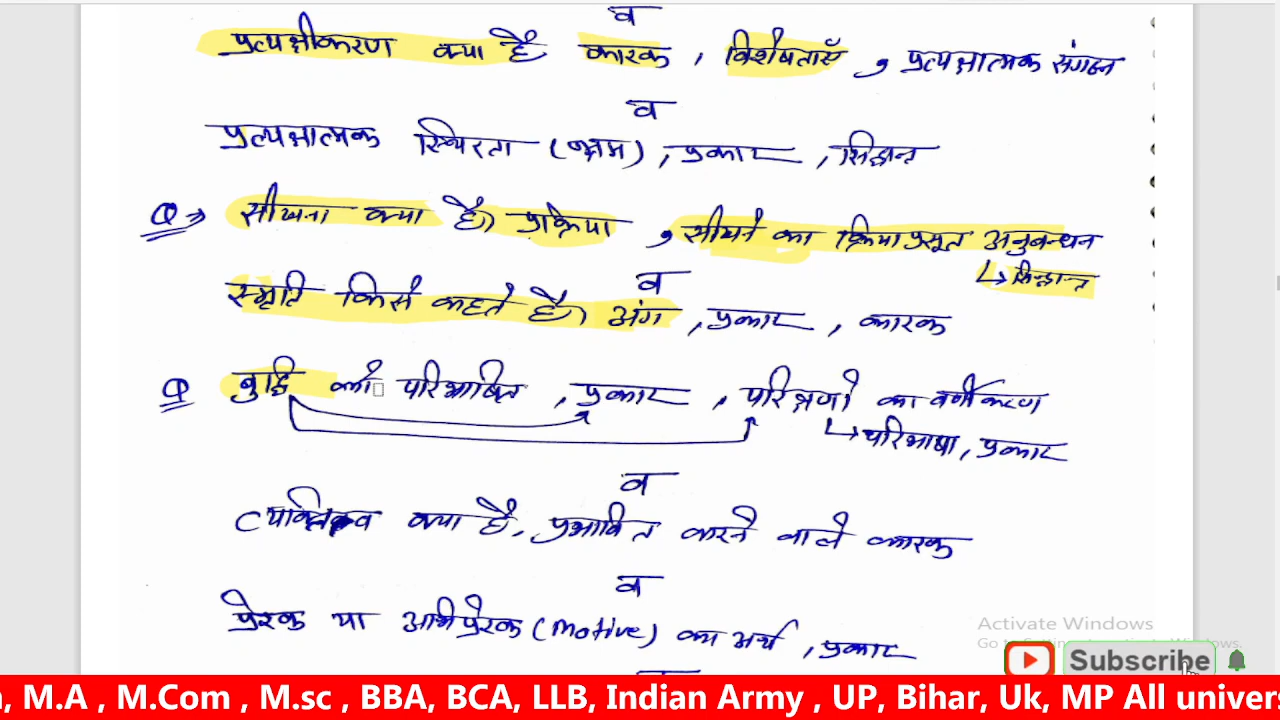 व
प्रत्यक्षीकरण क्या है कारक , विशेषताएँ , प्रत्यक्षात्मक संगठन
व
प्रत्यक्षात्मक स्थिरता (भ्रम) , प्रकार , सिद्धान्त
Q⇒ सीखना क्या है, प्रक्रिया , सीखने का क्रियाप्रसूत अनुबन्धन
↳ सिद्धान्त
व
स्मृति किसे कहते है, अंग , प्रकार , कारक
Q बुद्धि को परिभाषित , प्रकार , परिक्षणो का वर्गीकरण
↳ परिभाषा, प्रकार
व
व्यक्तित्व क्या है, प्रभावित करने वाले कारक
व
प्रेरक या अभिप्रेरक (motive) का अर्थ , प्रकार
Activate Windows
Subscribe
, M.A , M.Com , M.sc , BBA, BCA, LLB, Indian Army , UP, Bihar, Uk, MP All univers